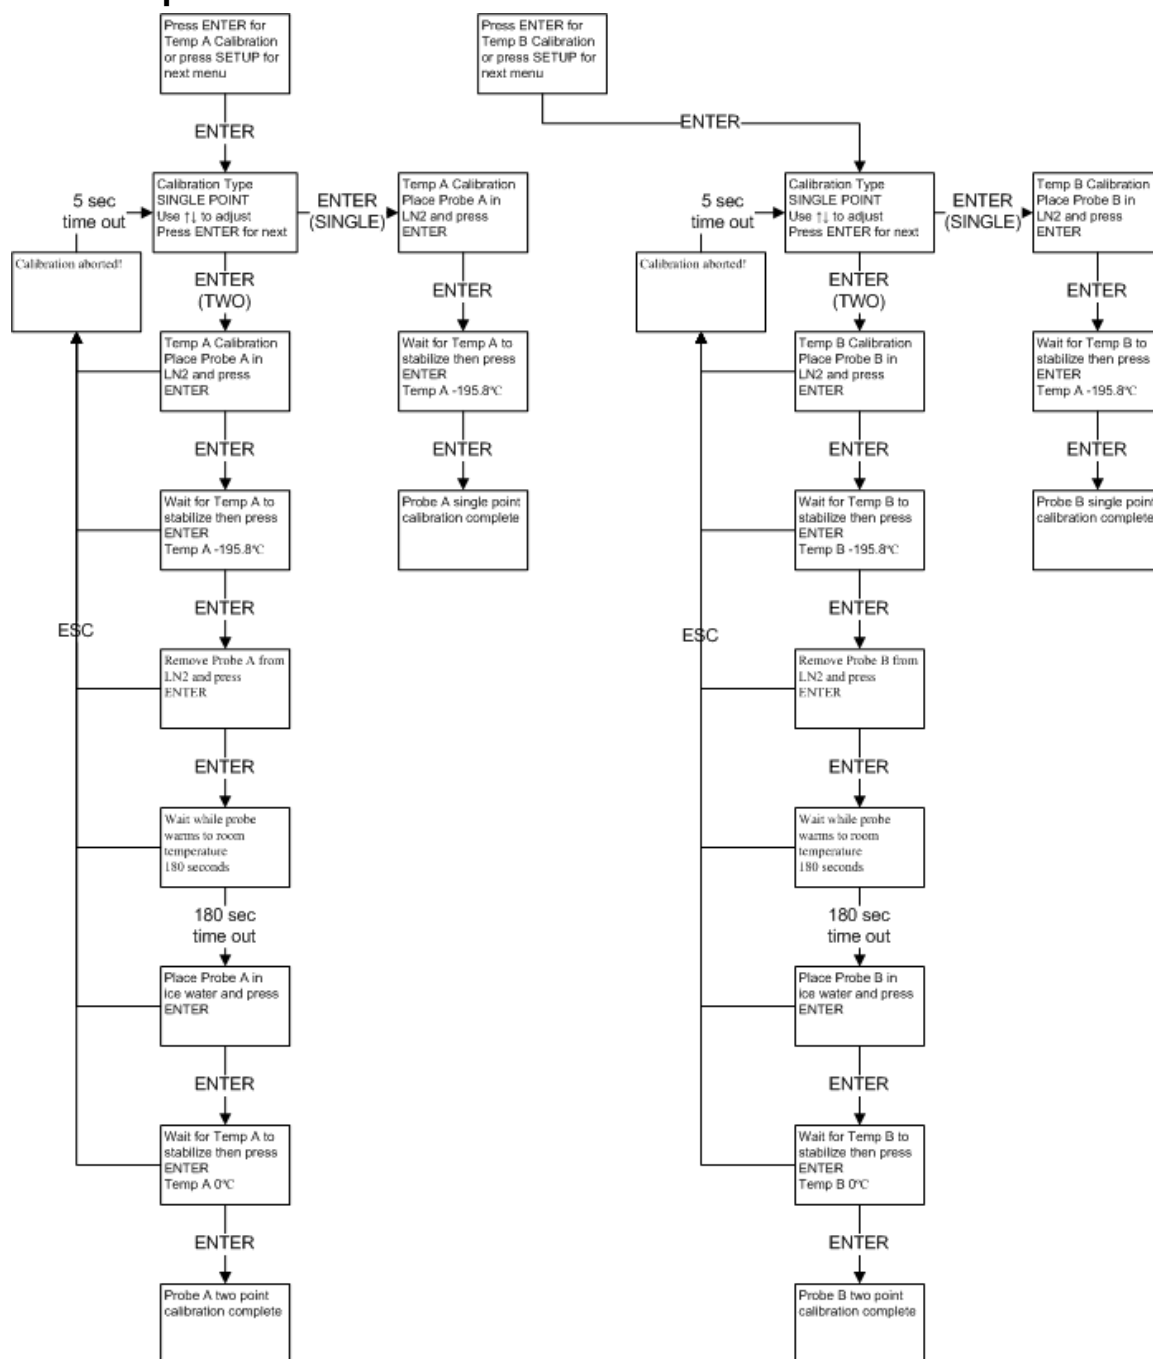 Press ENTER for
Temp A Calibration
or press SETUP for
next menu
ENTER
Calibration Type
SINGLE POINT
Use ↑↓ to adjust
Press ENTER for next
5 sec
time out
Calibration aborted!
ENTER
(SINGLE)
Temp A Calibration
Place Probe A in
LN2 and press
ENTER
ENTER
Wait for Temp A to
stabilize then press
ENTER
Temp A -195.8°C
ENTER
Probe A single point
calibration complete
ENTER
(TWO)
Temp A Calibration
Place Probe A in
LN2 and press
ENTER
ENTER
Wait for Temp A to
stabilize then press
ENTER
Temp A -195.8°C
ENTER
ESC
Remove Probe A from
LN2 and press
ENTER
ENTER
Wait while probe
warms to room
temperature
180 seconds
180 sec
time out
Place Probe A in
ice water and press
ENTER
ENTER
Wait for Temp A to
stabilize then press
ENTER
Temp A 0°C
ENTER
Probe A two point
calibration complete
Press ENTER for
Temp B Calibration
or press SETUP for
next menu
ENTER
Calibration Type
SINGLE POINT
Use ↑↓ to adjust
Press ENTER for next
5 sec
time out
Calibration aborted!
ENTER
(SINGLE)
Temp B Calibration
Place Probe B in
LN2 and press
ENTER
ENTER
Wait for Temp B to
stabilize then press
ENTER
Temp A -195.8°C
ENTER
Probe B single point
calibration complete
ENTER
(TWO)
Temp B Calibration
Place Probe B in
LN2 and press
ENTER
ENTER
Wait for Temp B to
stabilize then press
ENTER
Temp B -195.8°C
ENTER
ESC
Remove Probe B from
LN2 and press
ENTER
ENTER
Wait while probe
warms to room
temperature
180 seconds
180 sec
time out
Place Probe B in
ice water and press
ENTER
ENTER
Wait for Temp B to
stabilize then press
ENTER
Temp B 0°C
ENTER
Probe B two point
calibration complete